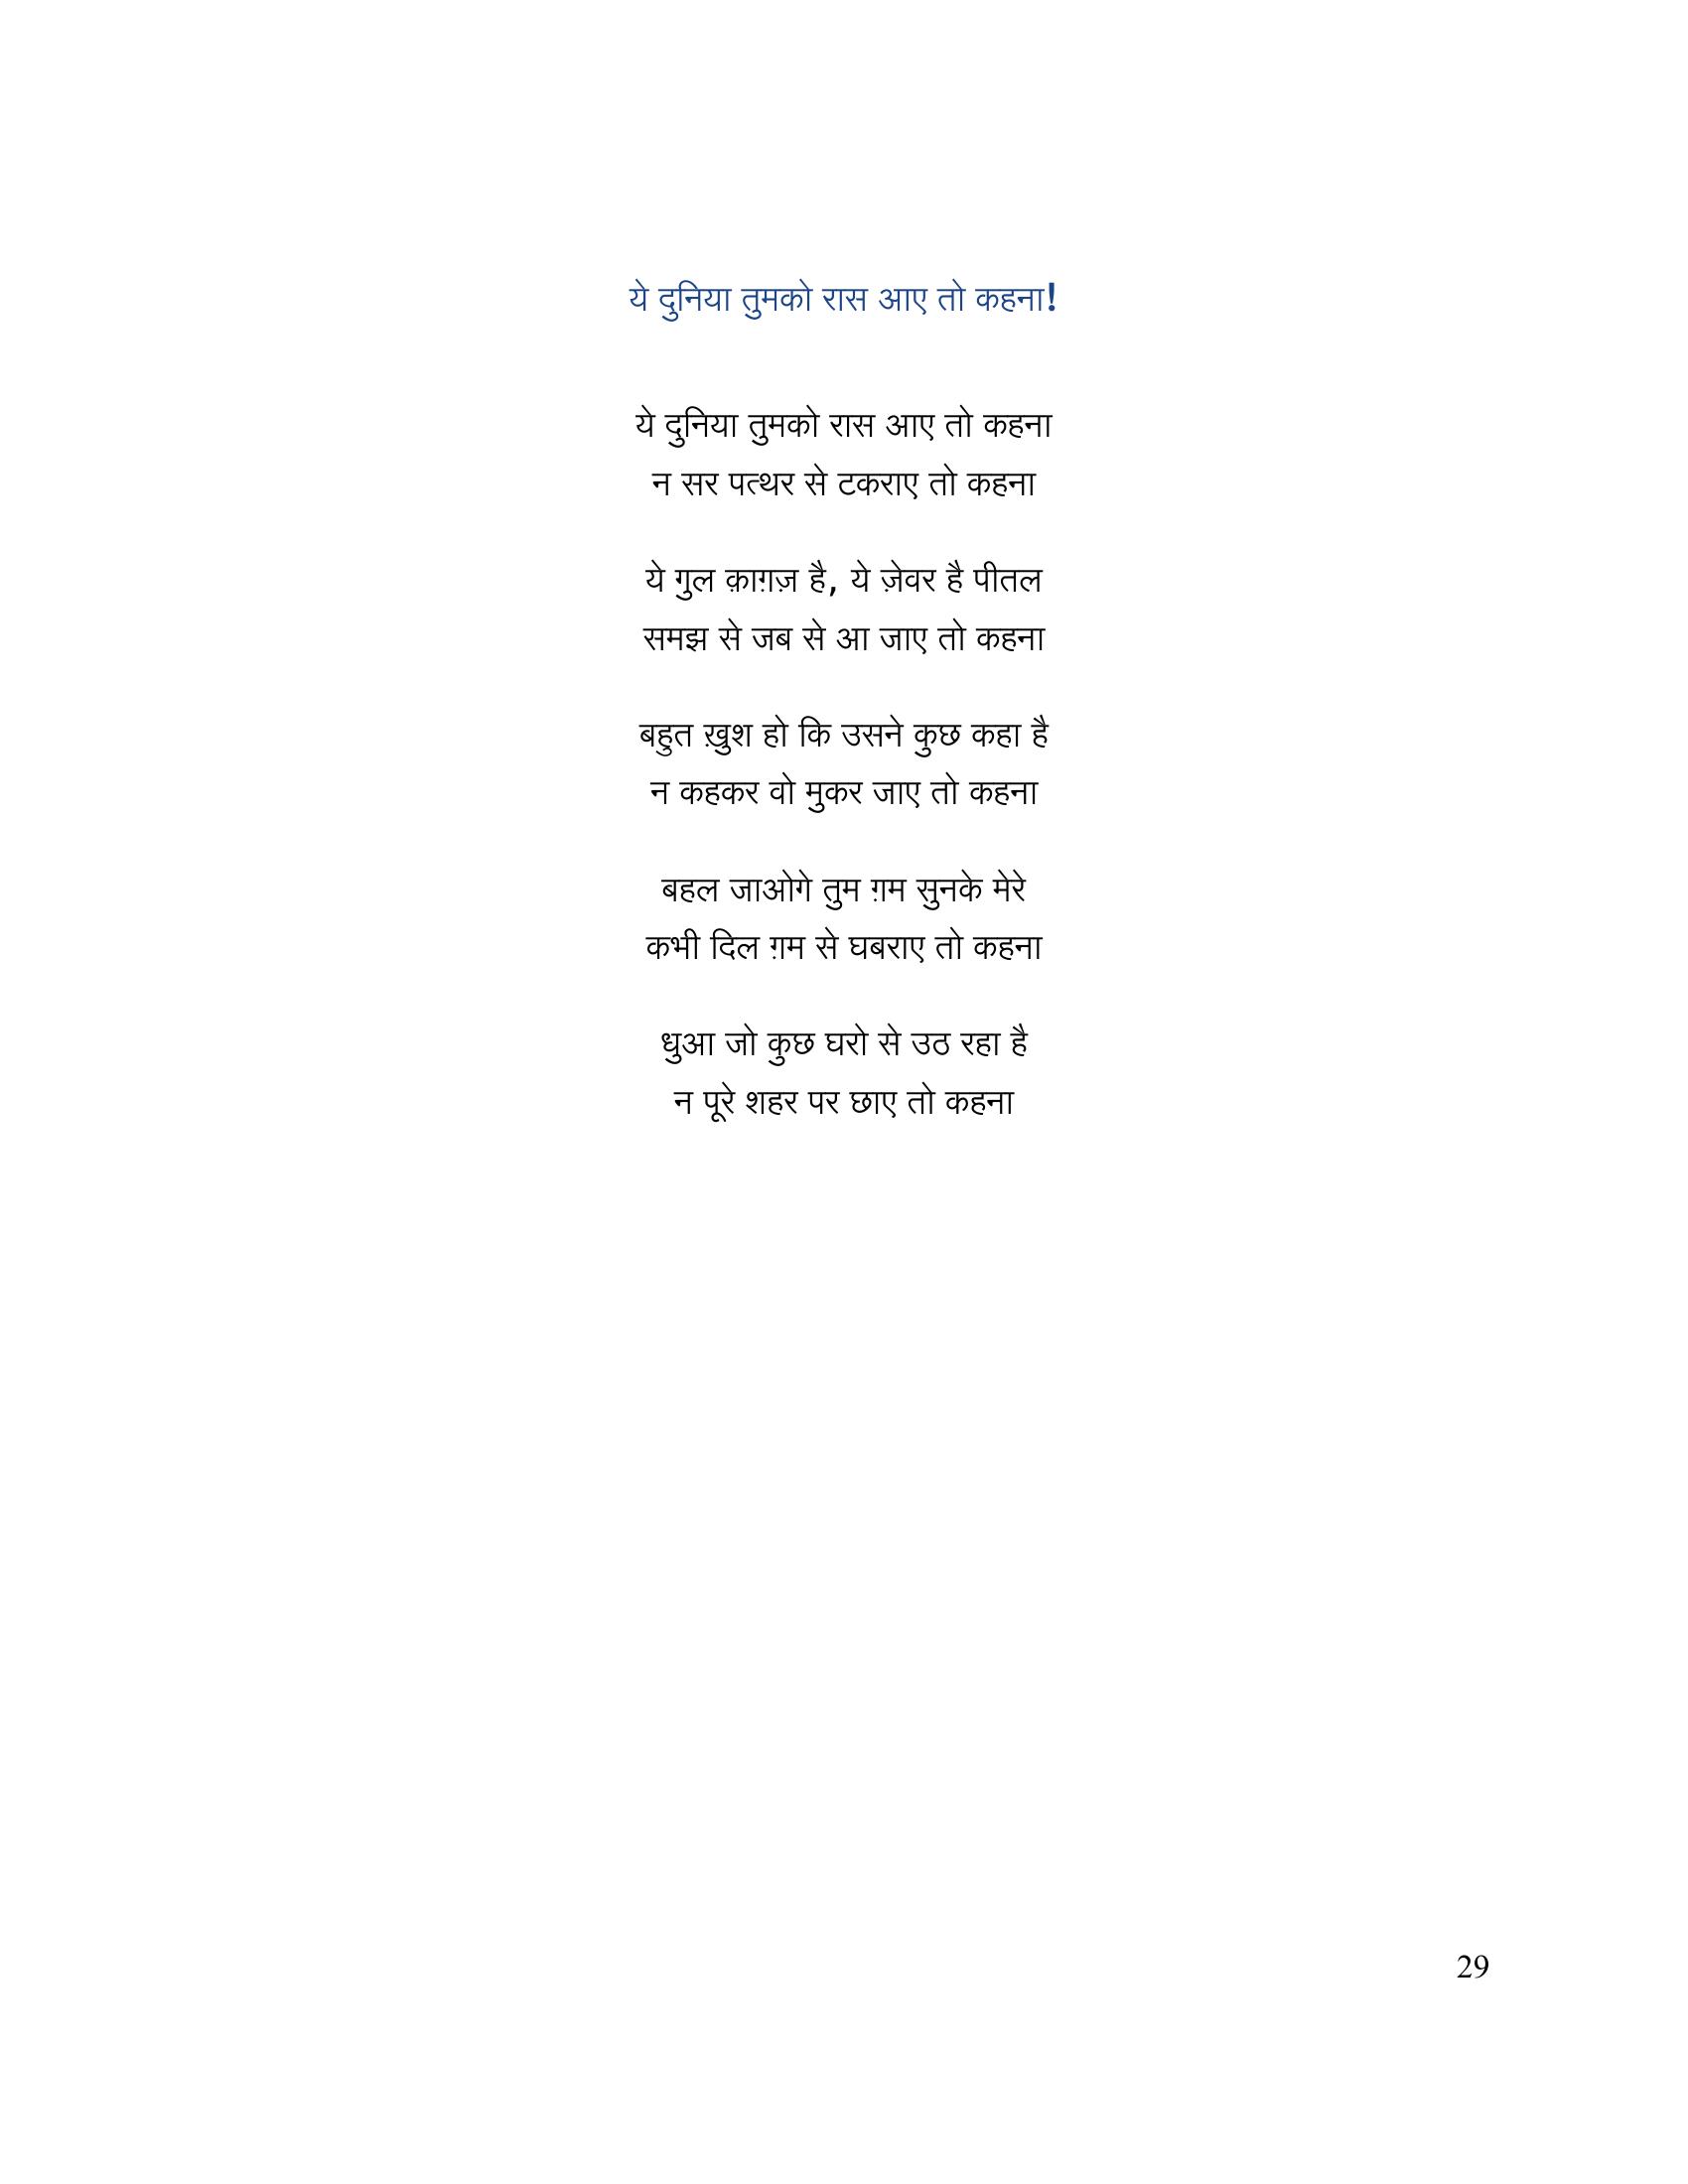 ये दुनिया तुमको रास आए तो कहना!
ये दुनिया तुमको रास आए तो कहना
न सर पत्थर से टकराए तो कहना
ये गुल क़ाग़ज़ है, ये ज़ेवर है पीतल
समझ से जब से आ जाए तो कहना
बहुत ख़ुश हो कि उसने कुछ कहा है
न कहकर वो मुकर जाए तो कहना
बहल जाओगे तुम ग़म सुनके मेरे
कभी दिल ग़म से घबराए तो कहना
धुआ जो कुछ घरो से उठ रहा है
न पूरे शहर पर छाए तो कहना
29